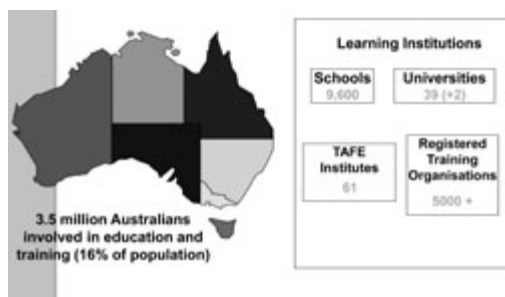 Learning Institutions
Schools
9,600
Universities
39 (+2)
TAFE
Institutes
61
Registered
Training
Organisations
5000 +
3.5 million Australians
involved in education and
training (16% of population)